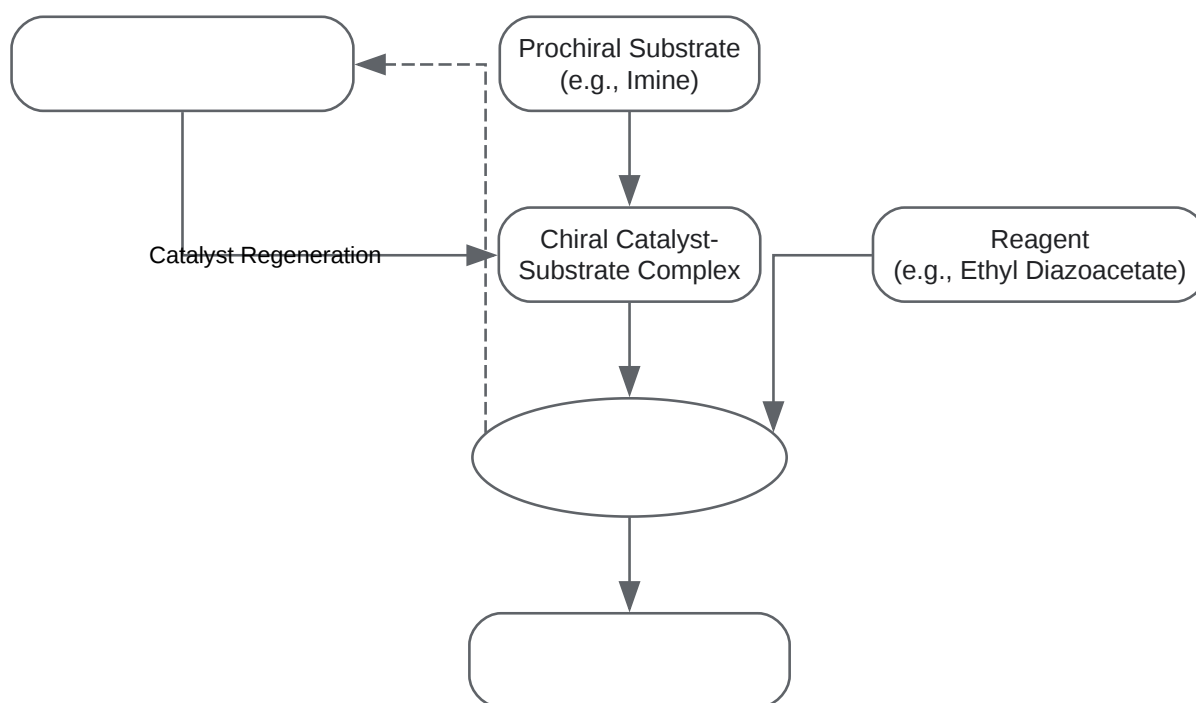 Prochiral Substrate
(e.g., Imine)
Catalyst Regeneration
Chiral Catalyst-
Substrate Complex
Reagent
(e.g., Ethyl Diazoacetate)